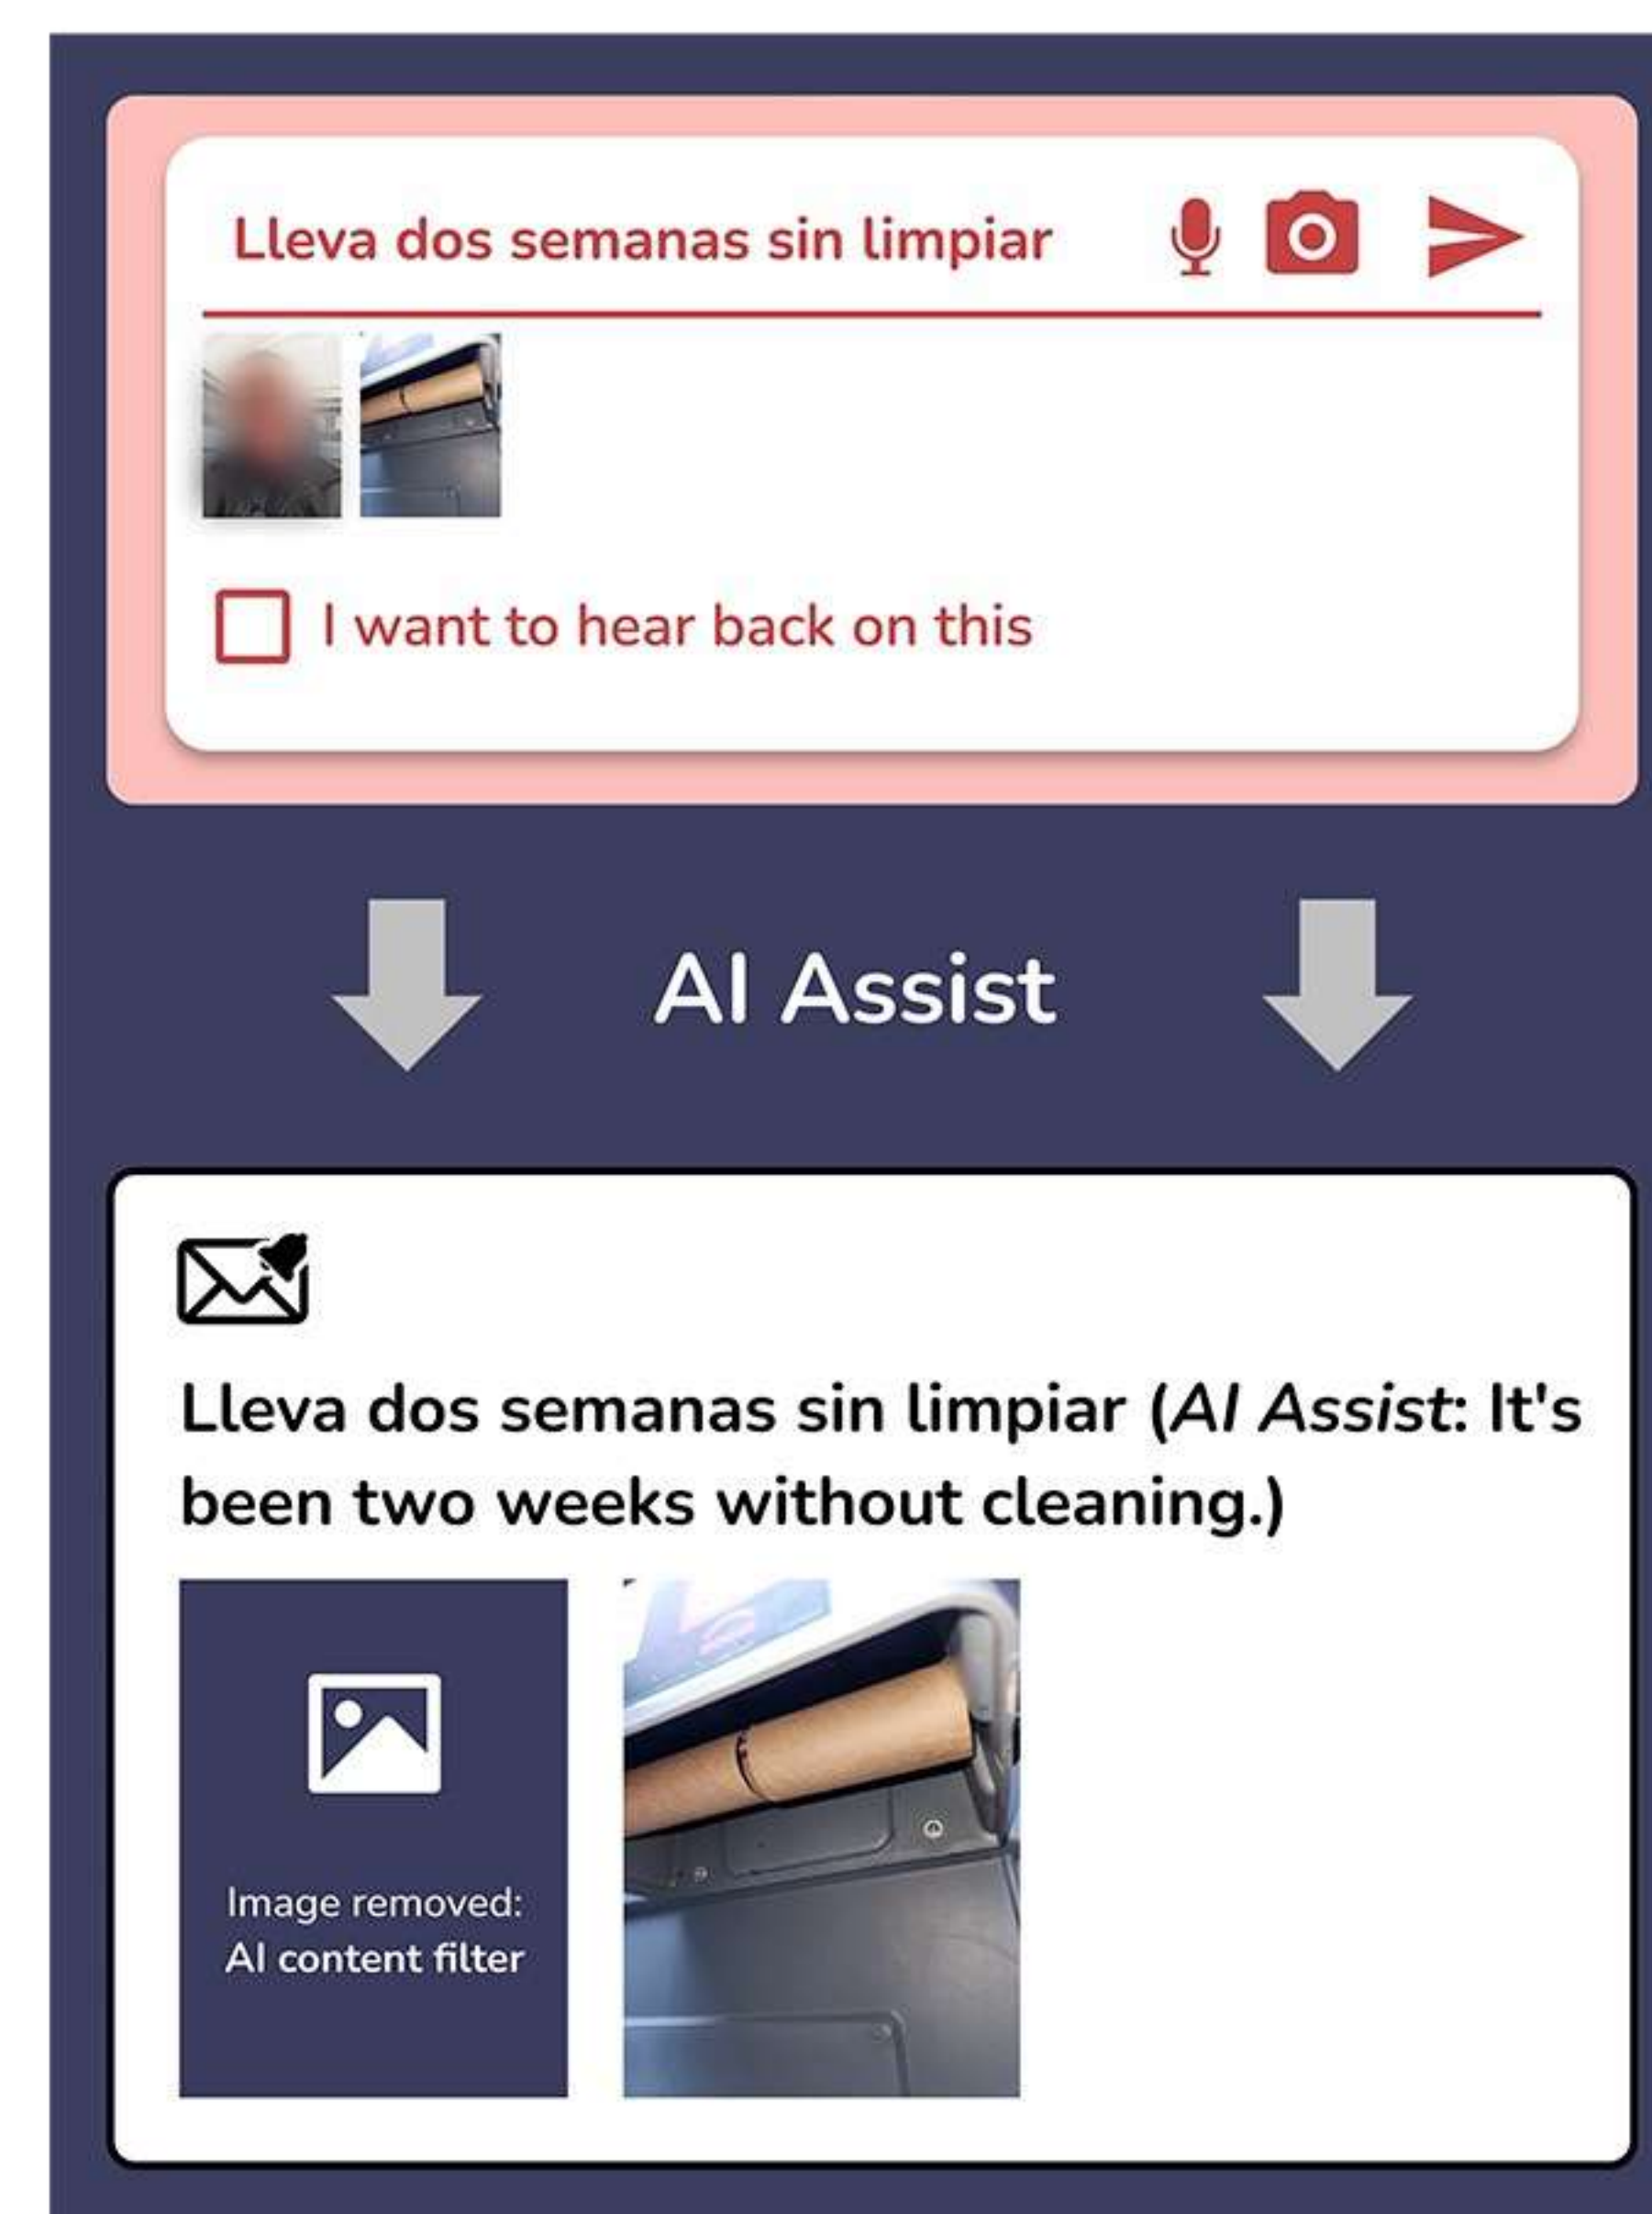 Lleva dos semanas sin limpiar
I want to hear back on this
AI Assist
Lleva dos semanas sin limpiar (AI Assist: It's
been two weeks without cleaning.)
Image removed:
AI content filter